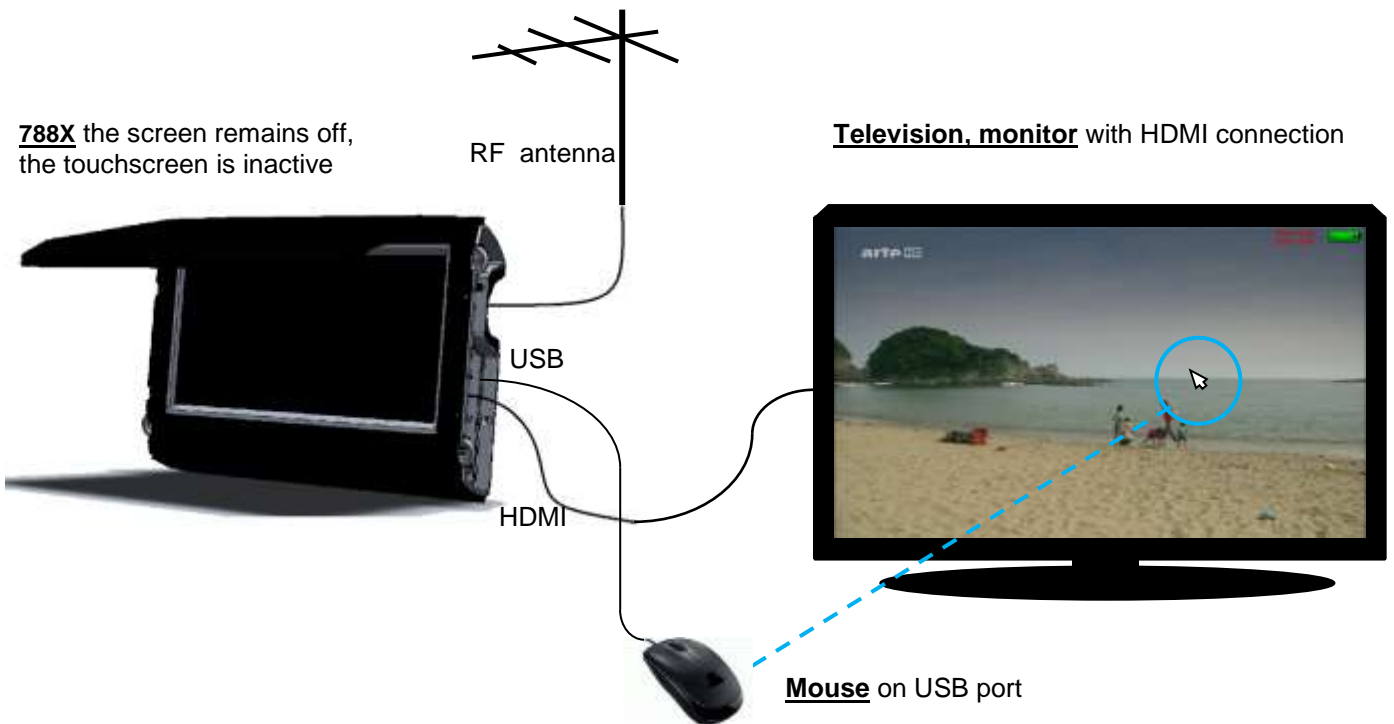 788X the screen remains off,
the touchscreen is inactive
RF antenna
Television, monitor with HDMI connection
arte HD
USB
HDMI
Mouse on USB port